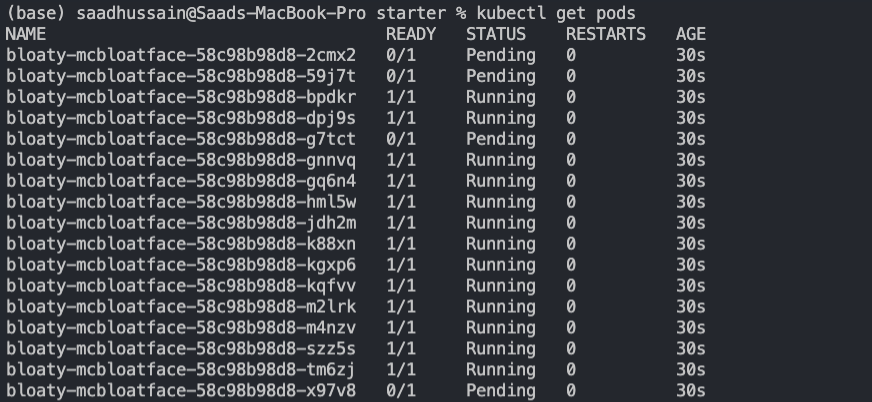 (base) saadhussain@Saads-MacBook-Pro starter % kubectl get pods
NAME READY STATUS RESTARTS AGE
bloaty-mcbloatface-58c98b98d8-2cmx2 0/1 Pending 0 30s
bloaty-mcbloatface-58c98b98d8-59j7t 0/1 Pending 0 30s
bloaty-mcbloatface-58c98b98d8-bpdkr 1/1 Running 0 30s
bloaty-mcbloatface-58c98b98d8-dpj9s 1/1 Running 0 30s
bloaty-mcbloatface-58c98b98d8-g7tct 0/1 Pending 0 30s
bloaty-mcbloatface-58c98b98d8-gnnvq 1/1 Running 0 30s
bloaty-mcbloatface-58c98b98d8-gq6n4 1/1 Running 0 30s
bloaty-mcbloatface-58c98b98d8-hml5w 1/1 Running 0 30s
bloaty-mcbloatface-58c98b98d8-jdh2m 1/1 Running 0 30s
bloaty-mcbloatface-58c98b98d8-k88xn 1/1 Running 0 30s
bloaty-mcbloatface-58c98b98d8-kgxp6 1/1 Running 0 30s
bloaty-mcbloatface-58c98b98d8-kqfvv 1/1 Running 0 30s
bloaty-mcbloatface-58c98b98d8-m2lrk 1/1 Running 0 30s
bloaty-mcbloatface-58c98b98d8-m4nzv 1/1 Running 0 30s
bloaty-mcbloatface-58c98b98d8-szz5s 1/1 Running 0 30s
bloaty-mcbloatface-58c98b98d8-tm6zj 1/1 Running 0 30s
bloaty-mcbloatface-58c98b98d8-x97v8 0/1 Pending 0 30s